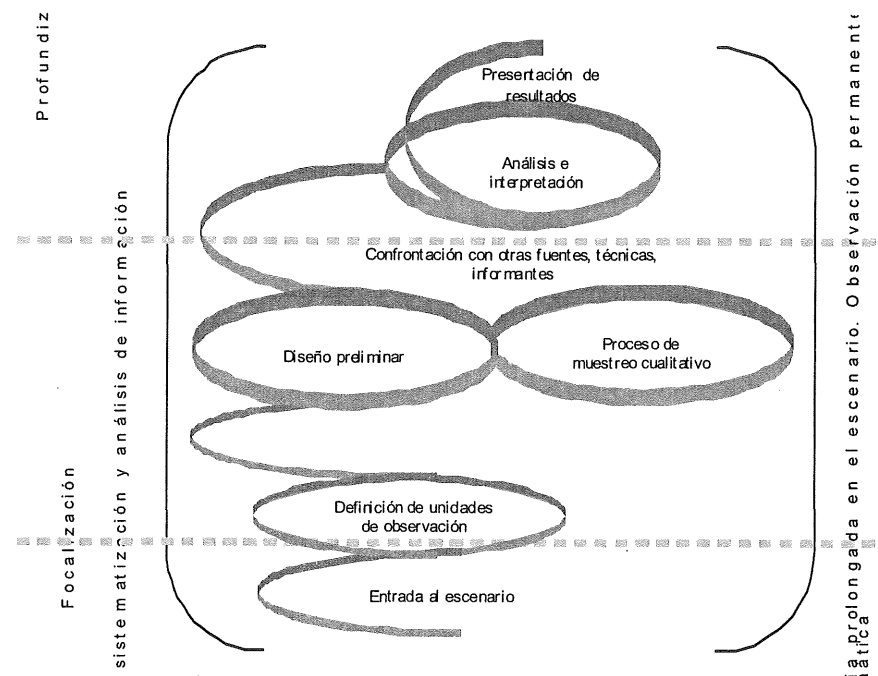 Profundiz
sistematización y análisis de información
Focalización
Presentación de
resultados
Análisis e
interpretación
Confrontación con otras fuentes, técnicas,
informantes
Diseño preliminar
Proceso de
muestreo cualitativo
Definición de unidades
de observación
Entrada al escenario
prolongada en el escenario. Observación permanente